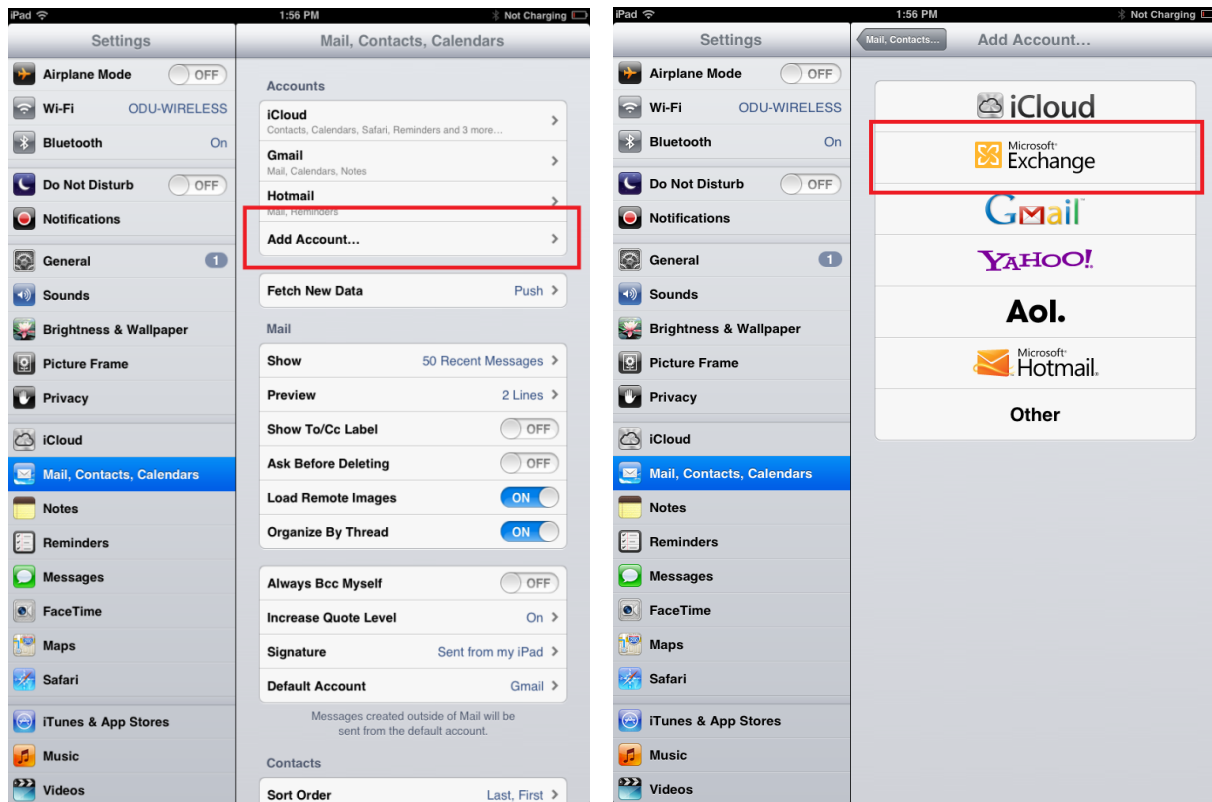 iPad 1:56 PM Not Charging
Settings
Airplane Mode OFF
Wi-Fi ODU-WIRELESS
Bluetooth On
Do Not Disturb OFF
Notifications
General 1
Sounds
Brightness & Wallpaper
Picture Frame
Privacy
iCloud
Mail, Contacts, Calendars
Notes
Reminders
Messages
FaceTime
Maps
Safari
iTunes & App Stores
Music
Videos
Mail, Contacts, Calendars
Accounts
iCloud
Contacts, Calendars, Safari, Reminders and 3 more...
Gmail
Mail, Calendars, Notes
Hotmail
Mail, Reminders
Add Account...
Fetch New Data Push
Mail
Show 50 Recent Messages
Preview 2 Lines
Show To/Cc Label OFF
Ask Before Deleting OFF
Load Remote Images ON
Organize By Thread ON
Always Bcc Myself OFF
Increase Quote Level On
Signature Sent from my iPad
Default Account Gmail
Messages created outside of Mail will be
sent from the default account.
Contacts
Sort Order Last, First
iPad 1:56 PM Not Charging
Settings
Airplane Mode OFF
Wi-Fi ODU-WIRELESS
Bluetooth On
Do Not Disturb OFF
Notifications
General 1
Sounds
Brightness & Wallpaper
Picture Frame
Privacy
iCloud
Mail, Contacts, Calendars
Notes
Reminders
Messages
FaceTime
Maps
Safari
iTunes & App Stores
Music
Videos
Mail, Contacts... Add Account...
iCloud
Microsoft
Exchange
Gmail
YAHOO!
Aol.
Microsoft
Hotmail
Other